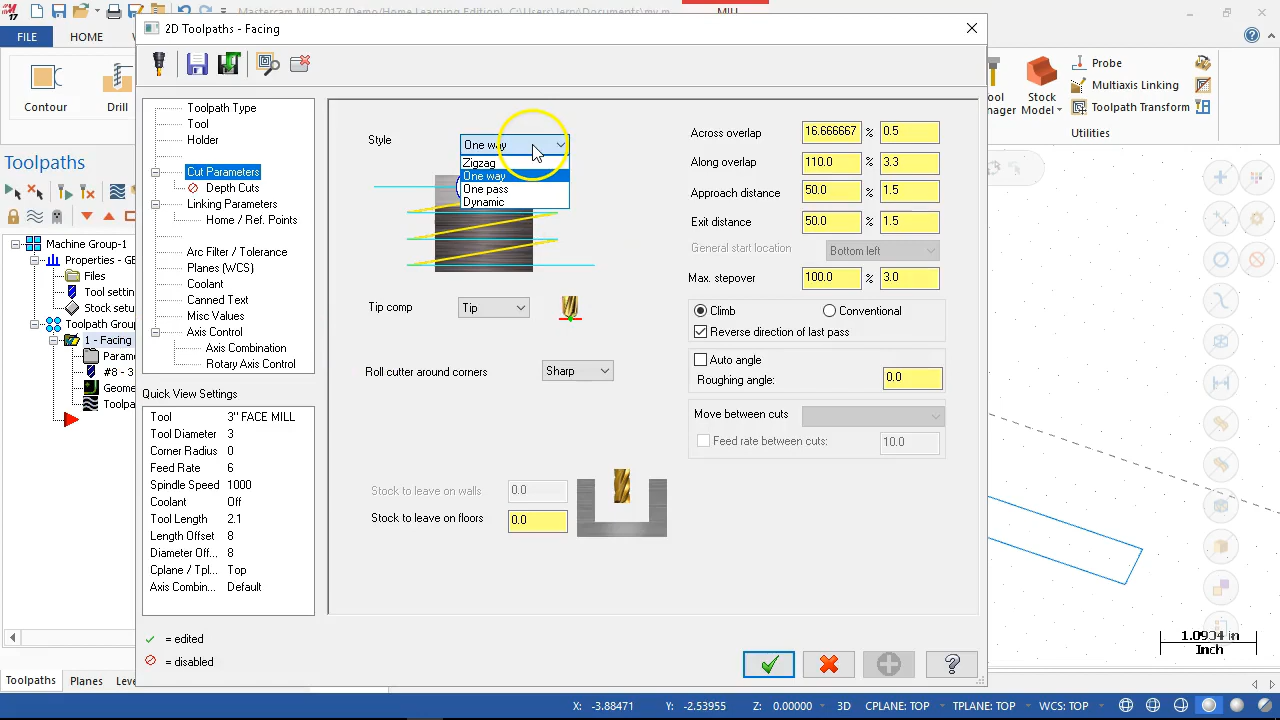 Mastercam Mill 2017 (Demo/Home Learning Edition) C:\Users\Jerry\Documents\my m
MILL
17
FILE
HOME
2D Toolpaths - Facing
Contour
Drill
Probe
Multiaxis Linking
Toolpath Transform
Stock
Model
Utilities
Toolpaths
Machine Group-1
Files
Tool
Stock
1 - Facing
#8 - 3
Toolpath Type
Tool
Holder
Cut Parameters
Depth Cuts
Linking Parameters
Home / Ref. Points
Arc Filter / Tolerance
Planes (WCS)
Coolant
Canned Text
Misc Values
Axis Control
Axis Combination
Rotary Axis Control
Quick View Settings
Tool 3" FACE MILL
Tool Diameter 3
Corner Radius 0
Feed Rate 6
Spindle Speed 1000
Coolant Off
Tool Length 2.1
Length Offset 8
Diameter Off... 8
Cplane / Tpl... Top
Axis Combin... Default
= edited
= disabled
Style One way
Zigzag
One way
One pass
Dynamic
Tip comp Tip
Roll cutter around corners Sharp
Stock to leave on walls 0.0
Stock to leave on floors 0.0
Across overlap 16.666667 % 0.5
Along overlap 110.0 % 3.3
Approach distance 50.0 % 1.5
Exit distance 50.0 % 1.5
General start location Bottom left
Max. stepover 100.0 % 3.0
Climb Conventional
Reverse direction of last pass
Auto angle
Roughing angle: 0.0
Move between cuts
Feed rate between cuts: 10.0
1.0934 in
Inch
Toolpaths Planes
X: -3.88471 Y: -2.53955 Z: 0.00000 3D CPLANE: TOP TPLANE: TOP WCS: TOP